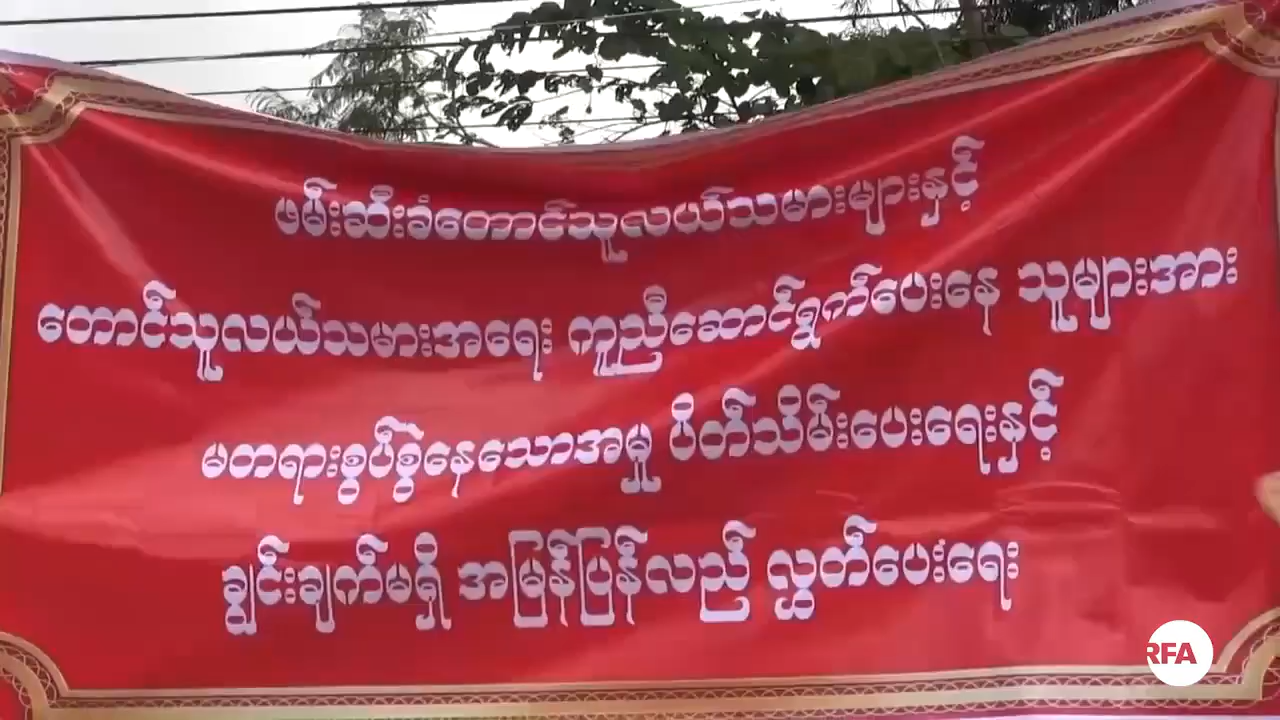 ဖမ်းဆီးခံတောင်သူလယ်သမားများနှင့်
တောင်သူလယ်သမားအရေး ကူညီဆောင်ရွက်ပေးနေ သူများအား
မတရားစွပ်စွဲနေသောအမှု ပိတ်သိမ်းပေးရေးနှင့်
ချွင်းချက်မရှိ အမြန်ပြန်လည် လွှတ်ပေးရေး
RFA